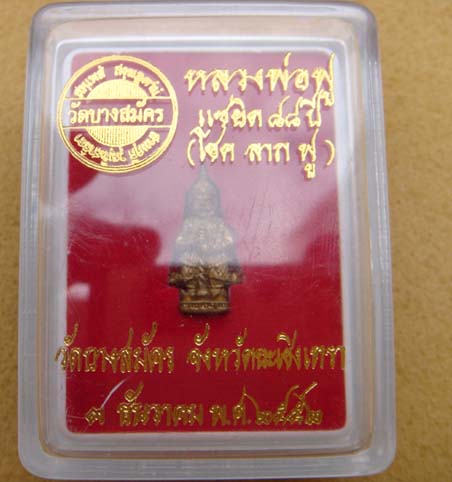 วัดบางสมัคร
หลวงพ่อฟู
แซยิด ๘๘ ปี
(โชค ลาภ ฟู)
วัดบางสมัคร จังหวัดฉะเชิงเทรา
๗ ธันวาคม พ.ศ.๒๕๕๒